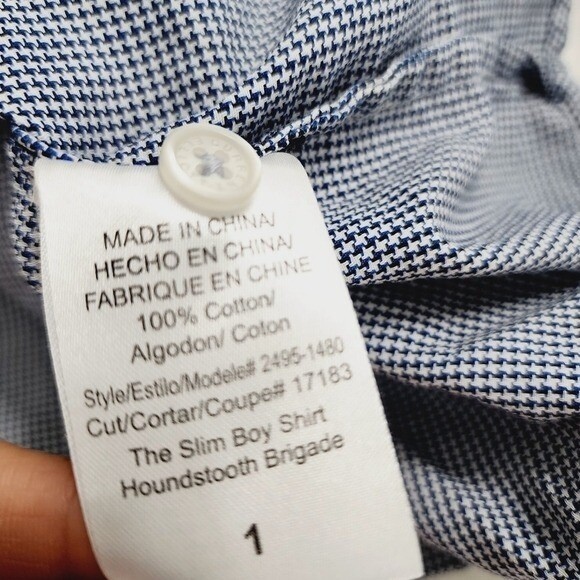 MADE IN CHINA/
HECHO EN CHINA/
FABRIQUE EN CHINE
100% Cotton/
Algodon/ Coton
Style/Estilo/Modele# 2495-1480
Cut/Cortar/Coupe# 17183
The Slim Boy Shirt
Houndstooth Brigade
1